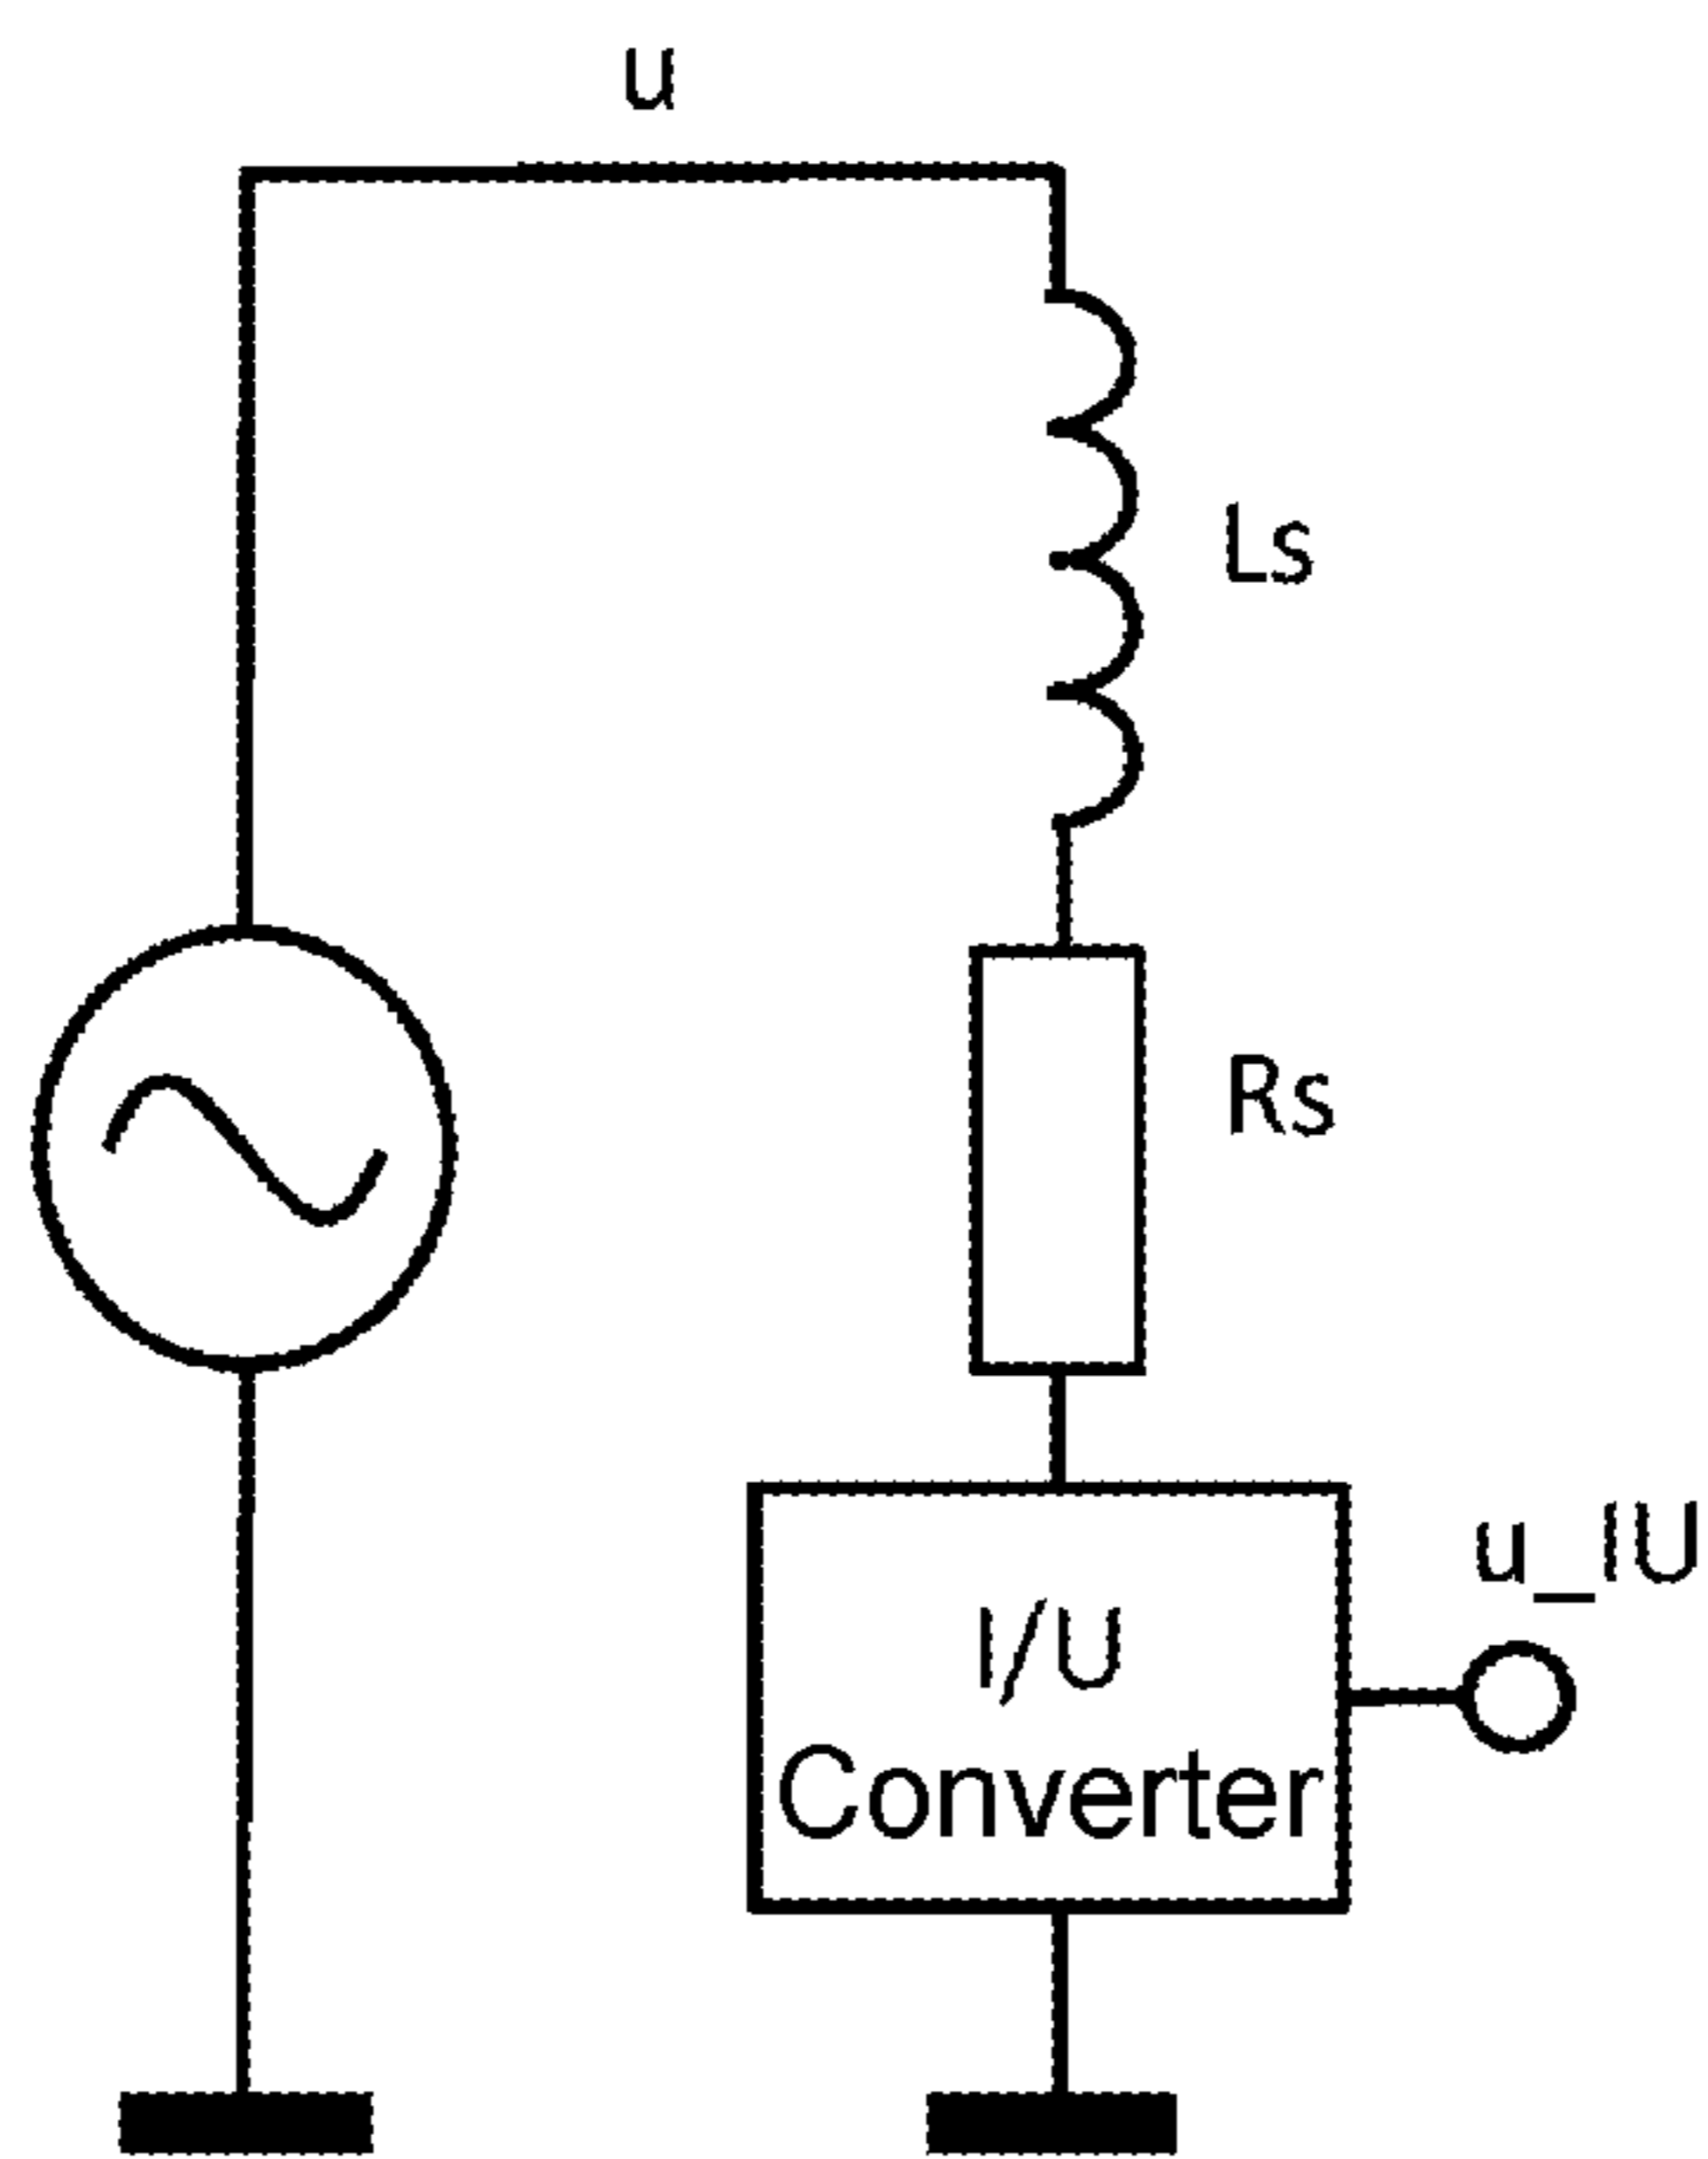 u
Ls
Rs
u_IU
I/U
Converter